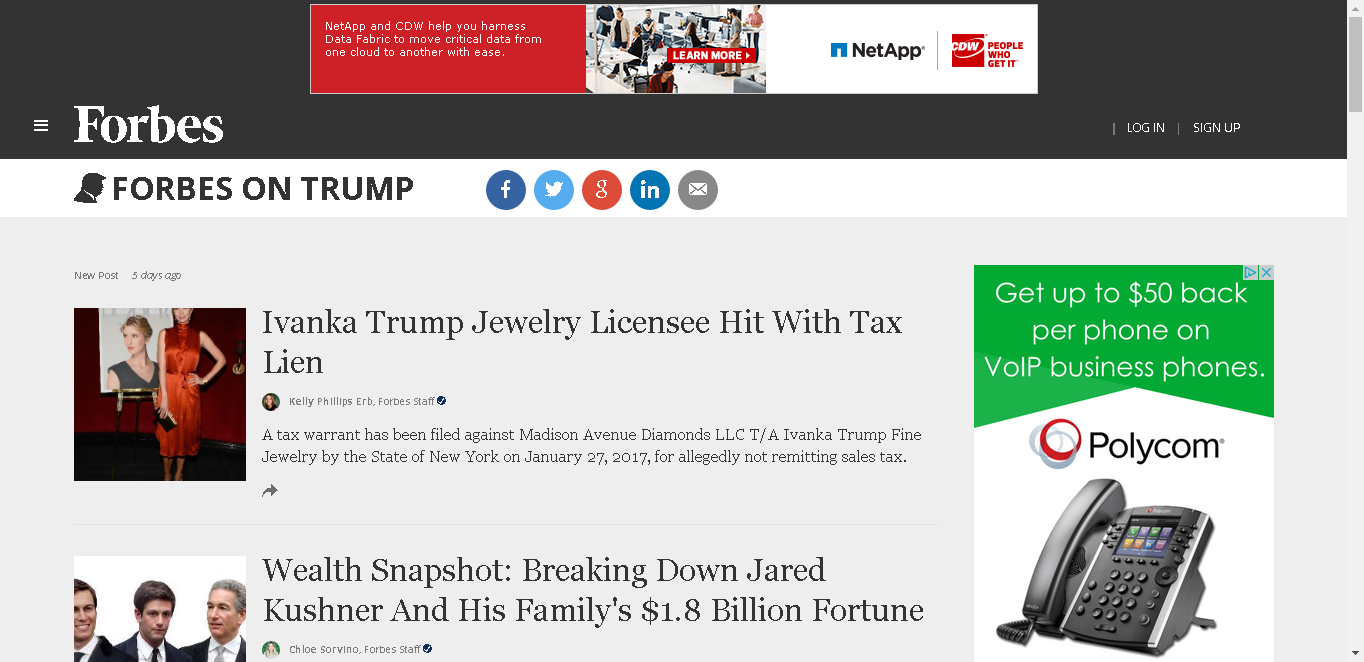 NetApp and CDW help you harness
Data Fabric to move critical data from
one cloud to another with ease.
LEARN MORE
NetApp
CDW PEOPLE
WHO
GET IT
Forbes
| LOG IN | SIGN UP
FORBES ON TRUMP
f
g
in
New Post 5 days ago
Ivanka Trump Jewelry Licensee Hit With Tax
Lien
Kelly Phillips Erb, Forbes Staff
A tax warrant has been filed against Madison Avenue Diamonds LLC T/A Ivanka Trump Fine
Jewelry by the State of New York on January 27, 2017, for allegedly not remitting sales tax.
Wealth Snapshot: Breaking Down Jared
Kushner And His Family's $1.8 Billion Fortune
Chloe Sorvino, Forbes Staff
Get up to $50 back
per phone on
VoIP business phones.
Polycom